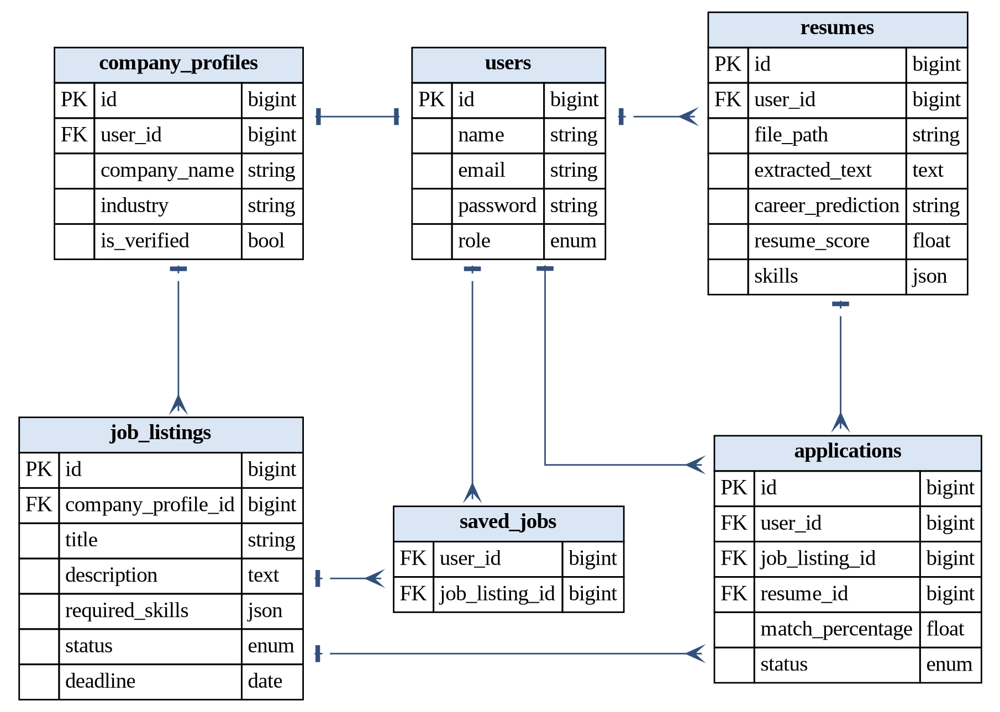 company_profiles
PK id bigint
FK user_id bigint
company_name string
industry string
is_verified bool
users
PK id bigint
name string
email string
password string
role enum
resumes
PK id bigint
FK user_id bigint
file_path string
extracted_text text
career_prediction string
resume_score float
skills json
job_listings
PK id bigint
FK company_profile_id bigint
title string
description text
required_skills json
status enum
deadline date
saved_jobs
FK user_id bigint
FK job_listing_id bigint
applications
PK id bigint
FK user_id bigint
FK job_listing_id bigint
FK resume_id bigint
match_percentage float
status enum